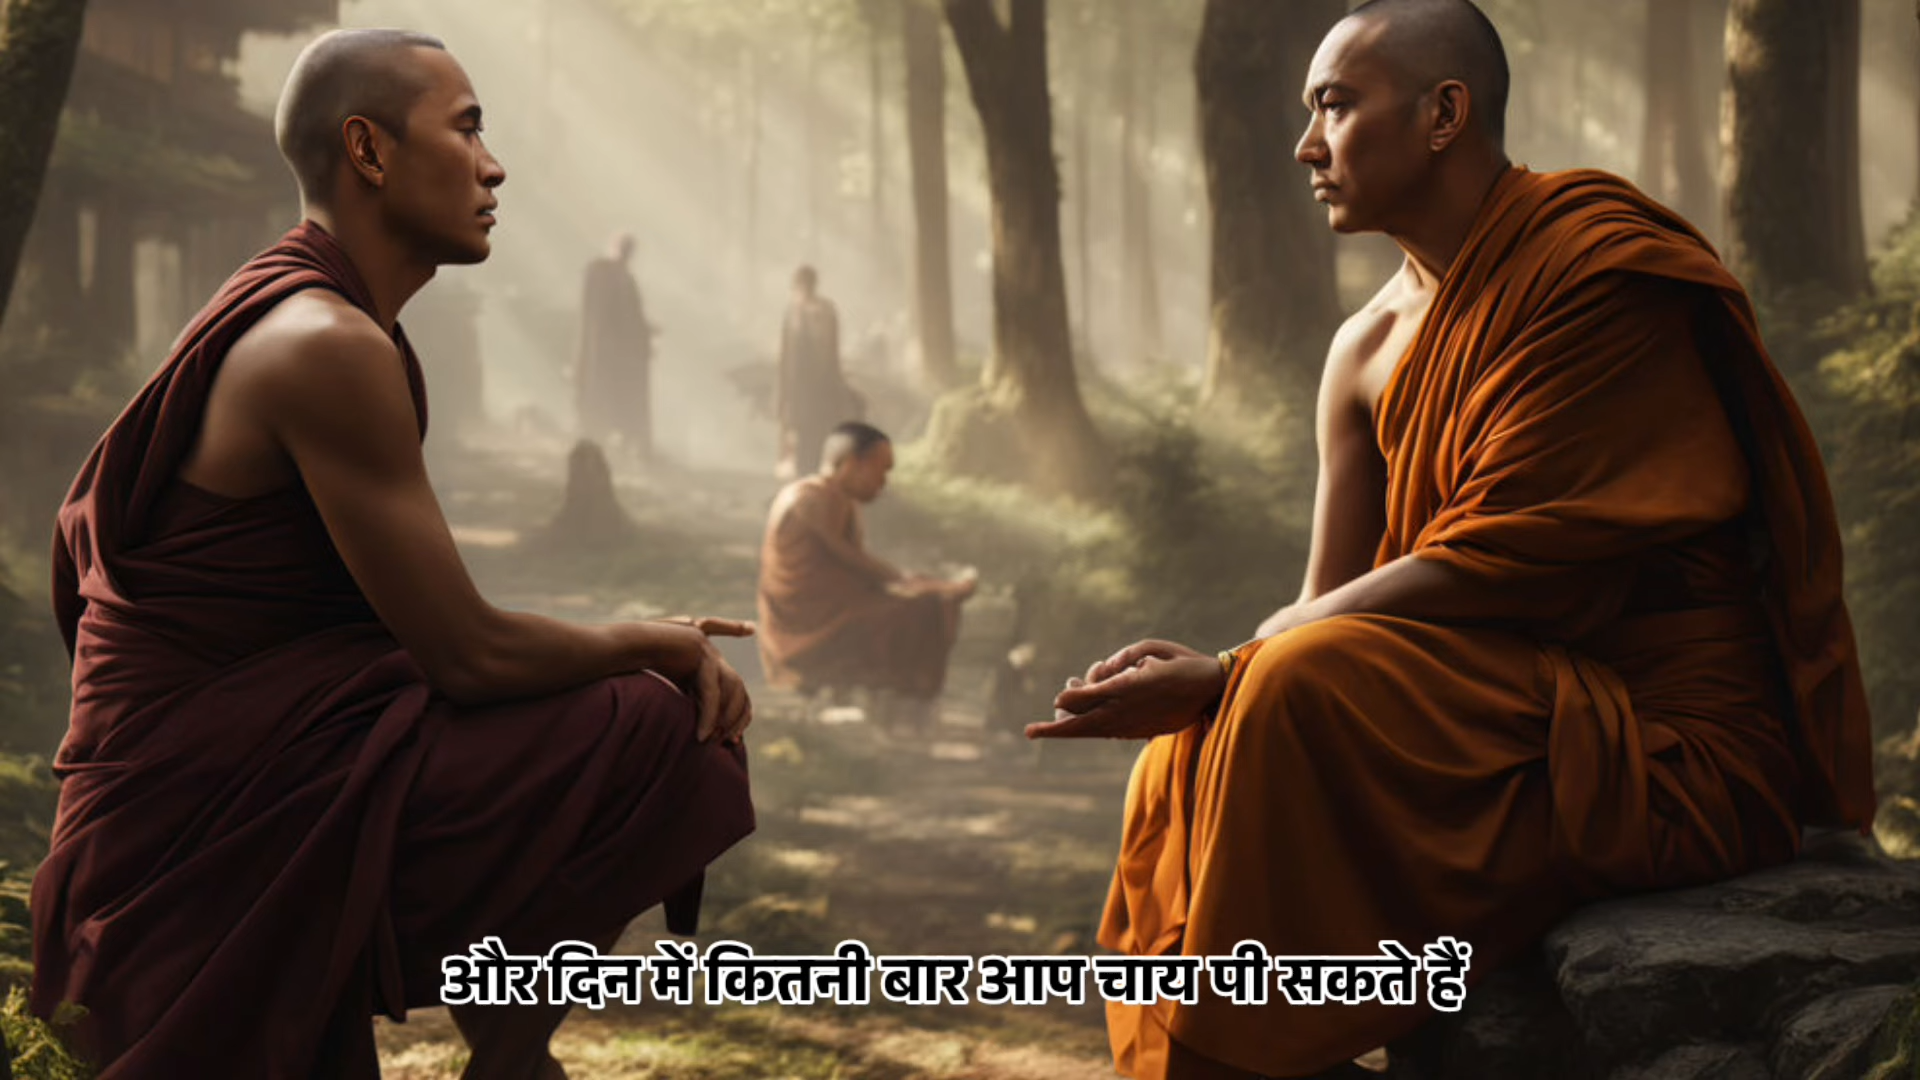 और दिन में कितनी बार आप चाय पी सकते हैं